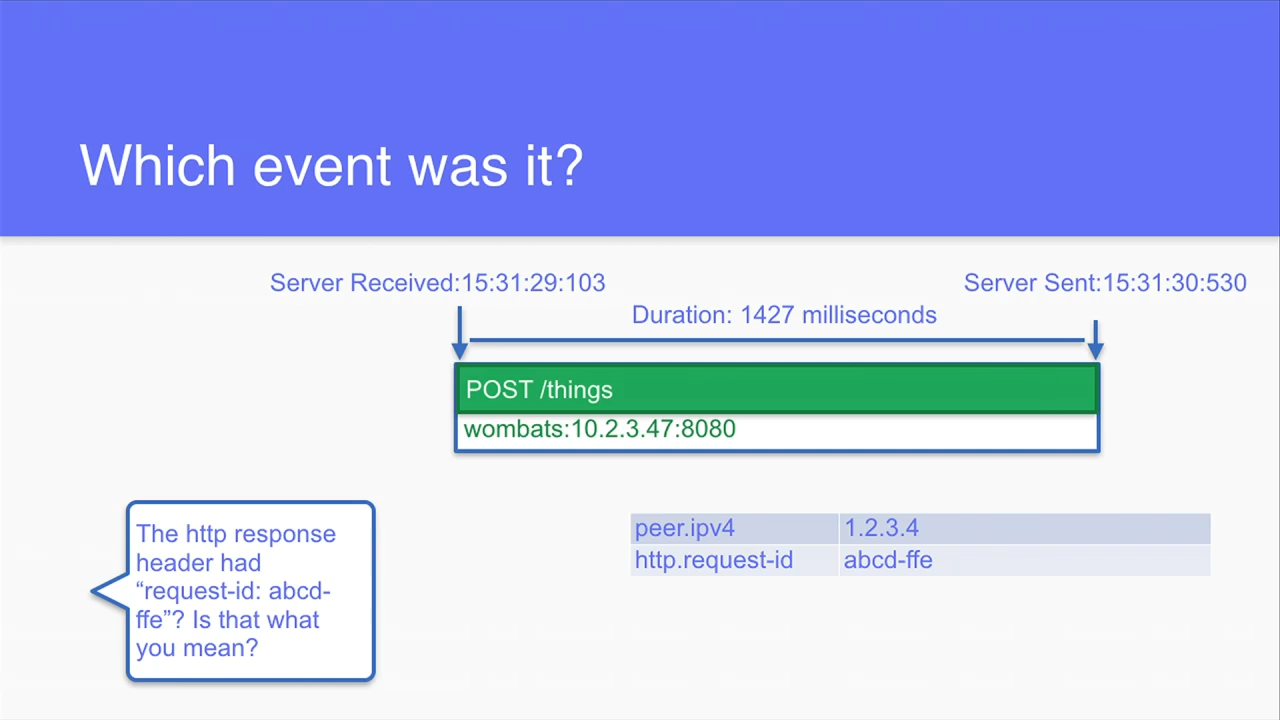 Which event was it?
Server Received:15:31:29:103
Server Sent:15:31:30:530
Duration: 1427 milliseconds
POST /things
wombats:10.2.3.47:8080
The http response
header had
“request-id: abcd-
ffe”? Is that what
you mean?
peer.ipv4 1.2.3.4
http.request-id abcd-ffe